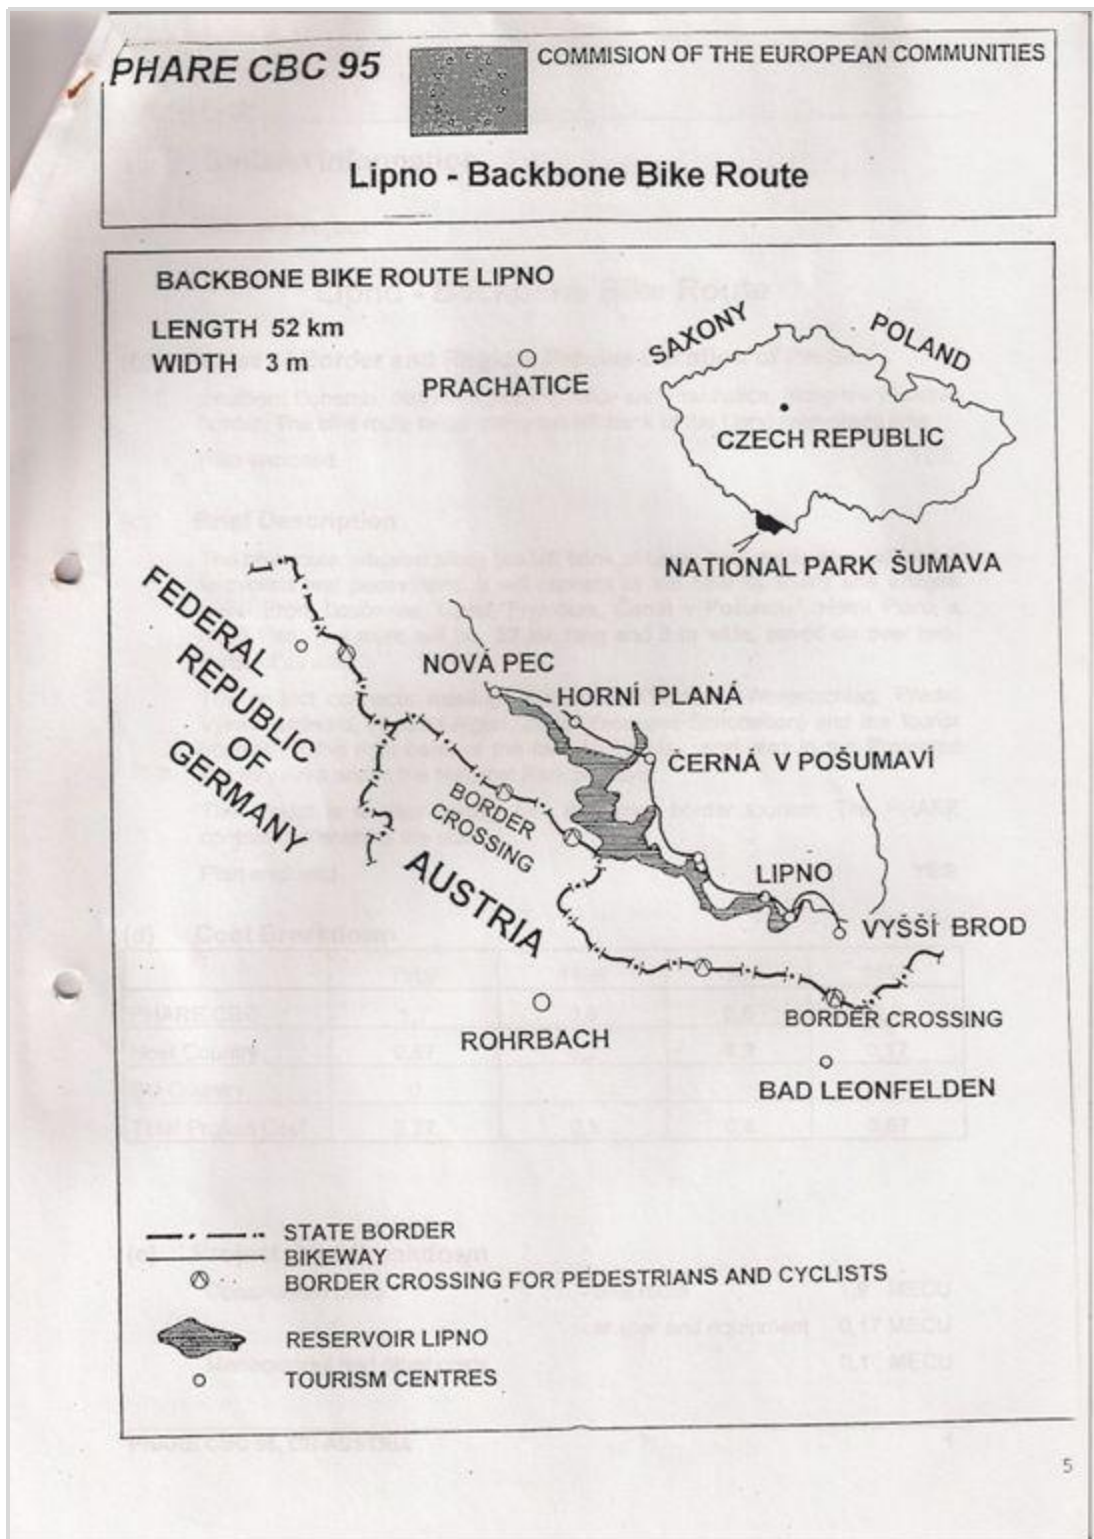 PHARE CBC 95
COMMISION OF THE EUROPEAN COMMUNITIES
Lipno - Backbone Bike Route
BACKBONE BIKE ROUTE LIPNO
LENGTH 52 km
WIDTH 3 m
PRACHATICE
SAXONY
POLAND
CZECH REPUBLIC
NATIONAL PARK ŠUMAVA
FEDERAL
REPUBLIC
OF
GERMANY
NOVÁ PEC
HORNÍ PLANÁ
ČERNÁ V POŠUMAVÍ
BORDER
CROSSING
AUSTRIA
LIPNO
VYŠŠÍ BROD
ROHRBACH
BORDER CROSSING
BAD LEONFELDEN
STATE BORDER
BIKEWAY
BORDER CROSSING FOR PEDESTRIANS AND CYCLISTS
RESERVOIR LIPNO
TOURISM CENTRES
5